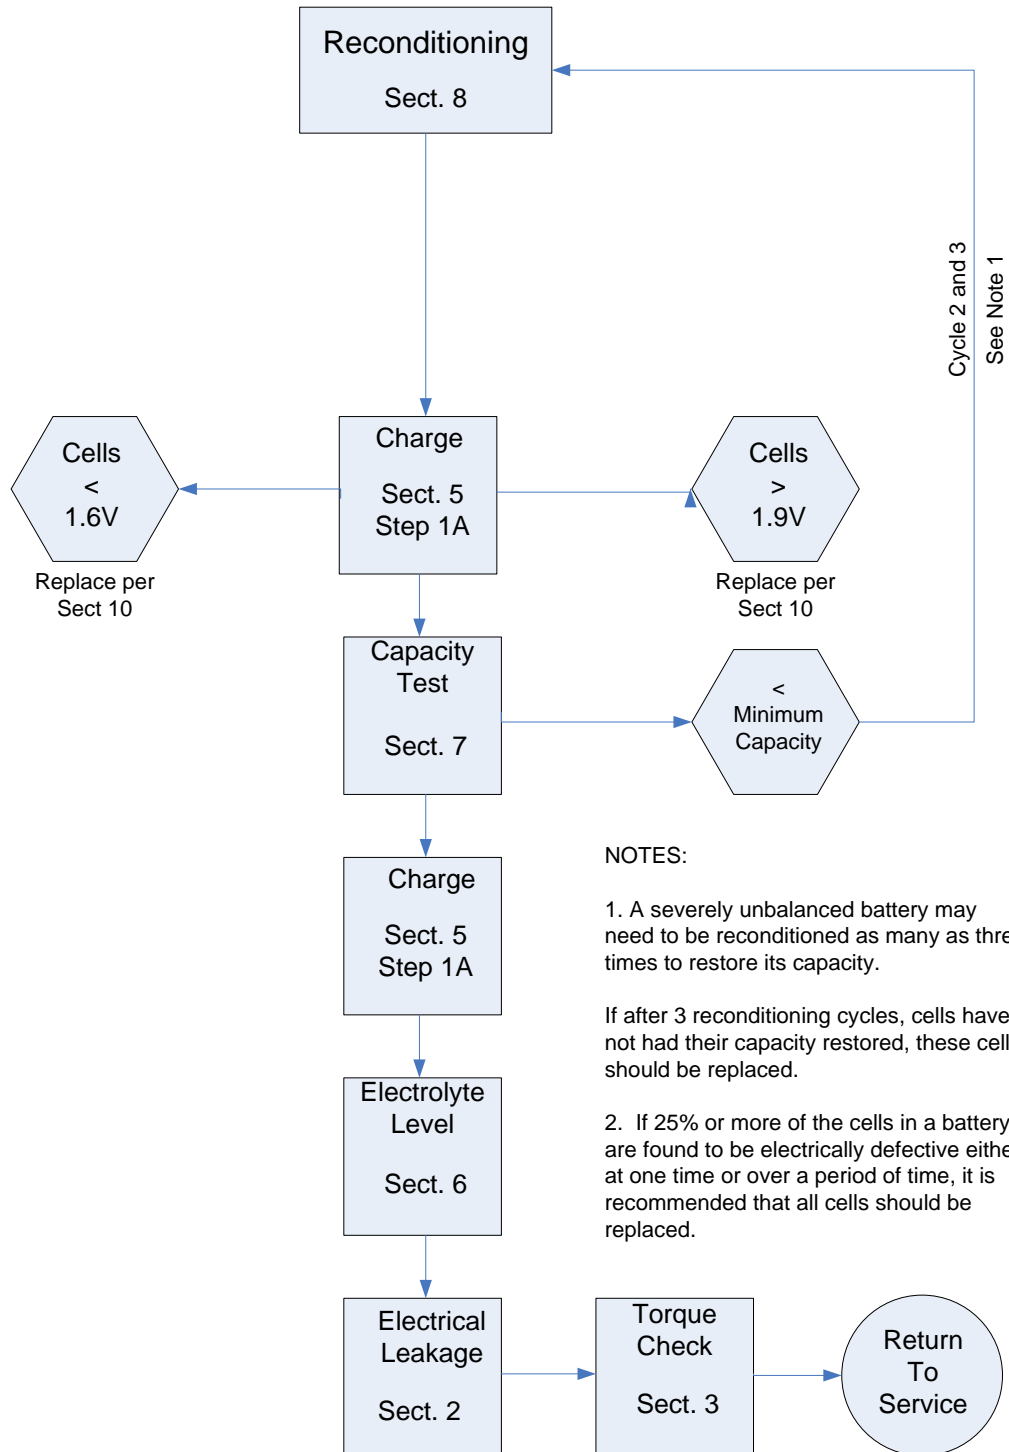 Reconditioning
Sect. 8
Cycle 2 and 3
See Note 1
Cells
<
1.6V
Replace per
Sect 10
Charge
Sect. 5
Step 1A
Cells
>
1.9V
Replace per
Sect 10
Capacity
Test
Sect. 7
<
Minimum
Capacity
Charge
Sect. 5
Step 1A
NOTES:
1. A severely unbalanced battery may
need to be reconditioned as many as thre
times to restore its capacity.
If after 3 reconditioning cycles, cells have
not had their capacity restored, these cell
should be replaced.
2.  If 25% or more of the cells in a battery
are found to be electrically defective eithe
at one time or over a period of time, it is
recommended that all cells should be
replaced.
Electrolyte
Level
Sect. 6
Electrical
Leakage
Sect. 2
Torque
Check
Sect. 3
Return
To
Service